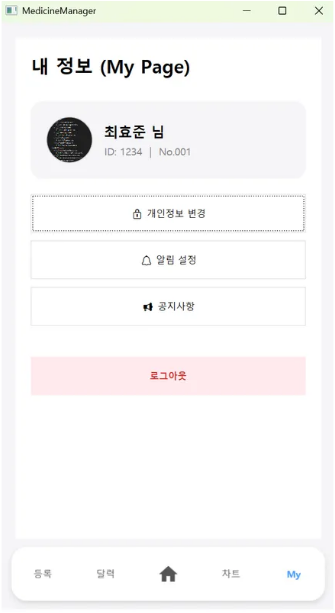 MedicineManager
내 정보 (My Page)
최효준 님
ID: 1234 | No.001
개인정보 변경
알림 설정
공지사항
로그아웃
등록 달력 차트 My